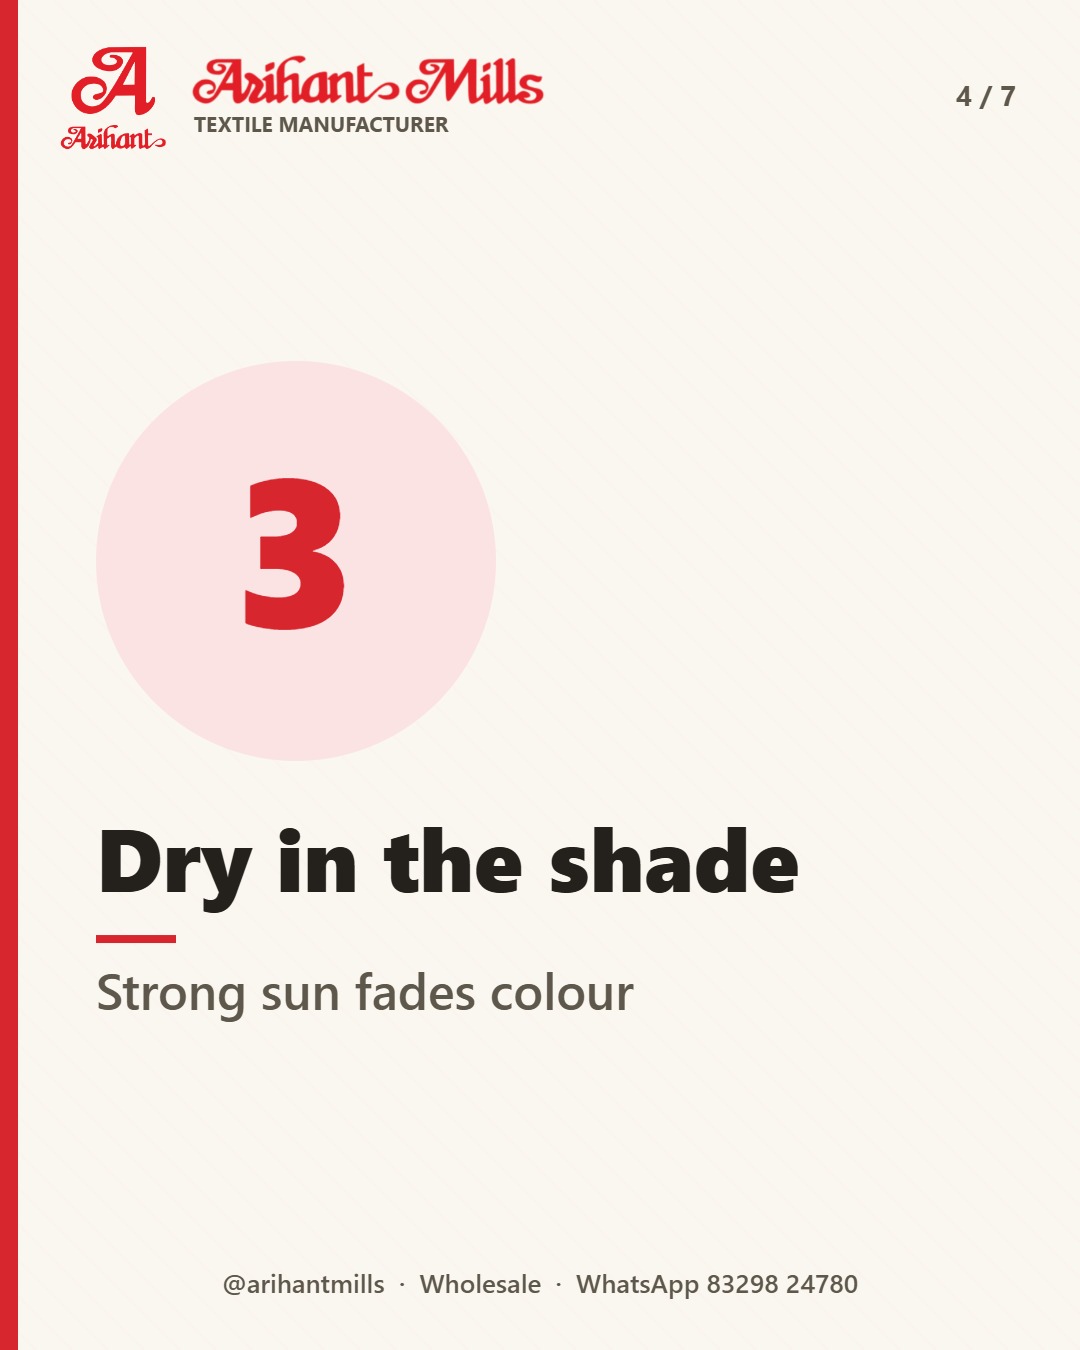 A
Arihant
Arihant Mills
TEXTILE MANUFACTURER
4 / 7
3
Dry in the shade
Strong sun fades colour
@arihantmills · Wholesale · WhatsApp 83298 24780